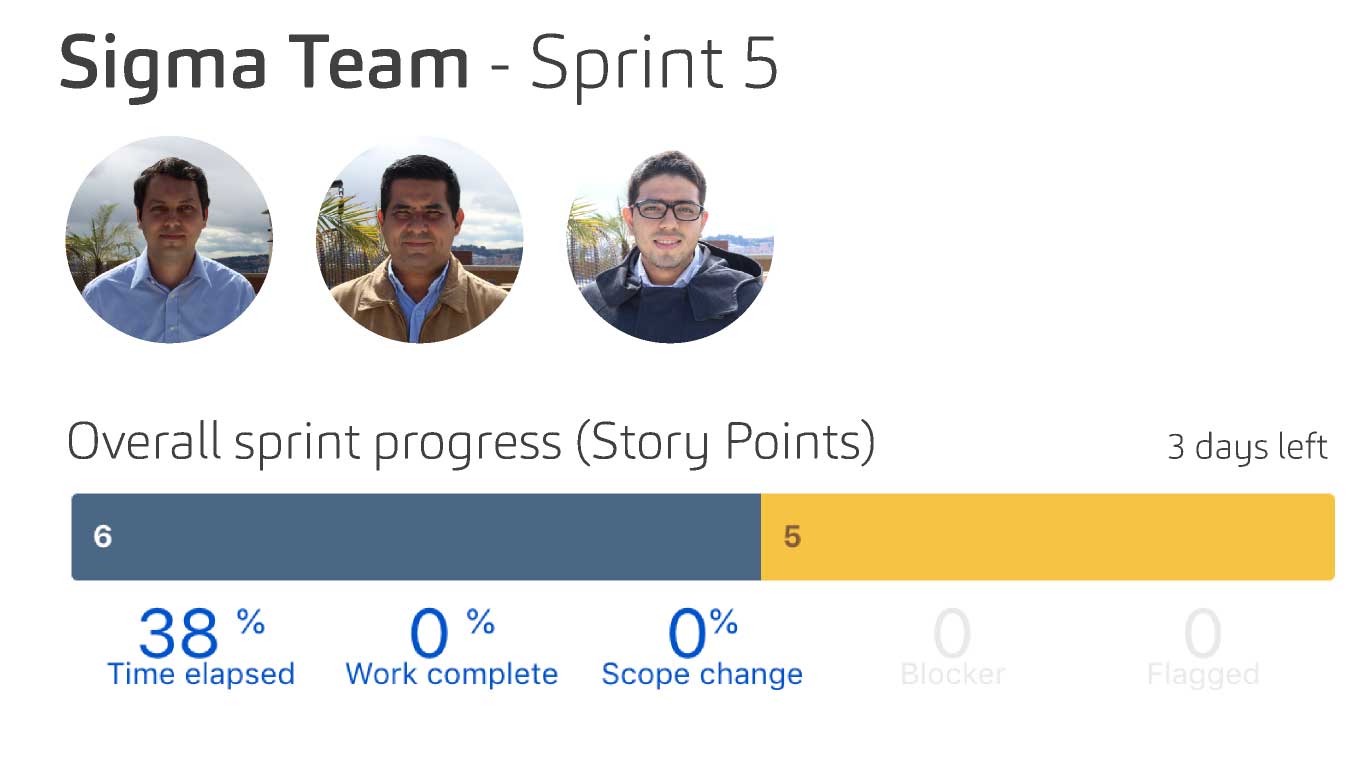 Sigma Team - Sprint 5
Overall sprint progress (Story Points)
3 days left
6
5
38 %
0 %
0%
0
0
Time elapsed
Work complete
Scope change
Blocker
Flagged